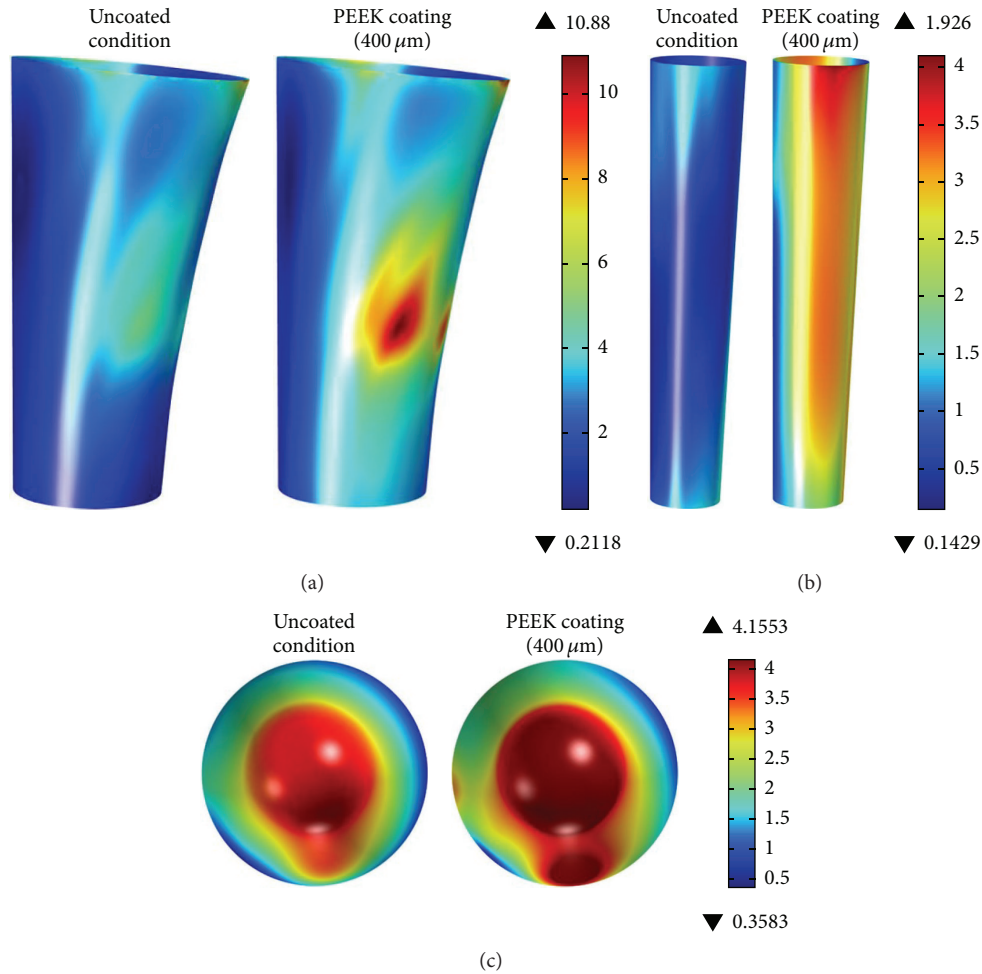 Uncoated
condition
PEEK coating
(400 μm)
▲ 10.88
10
8
6
4
2
▼ 0.2118
(a)
Uncoated
condition
PEEK coating
(400 μm)
▲ 1.926
4
3.5
3
2.5
2
1.5
1
0.5
▼ 0.1429
(b)
Uncoated
condition
PEEK coating
(400 μm)
▲ 4.1553
4
3.5
3
2.5
2
1.5
1
0.5
▼ 0.3583
(c)